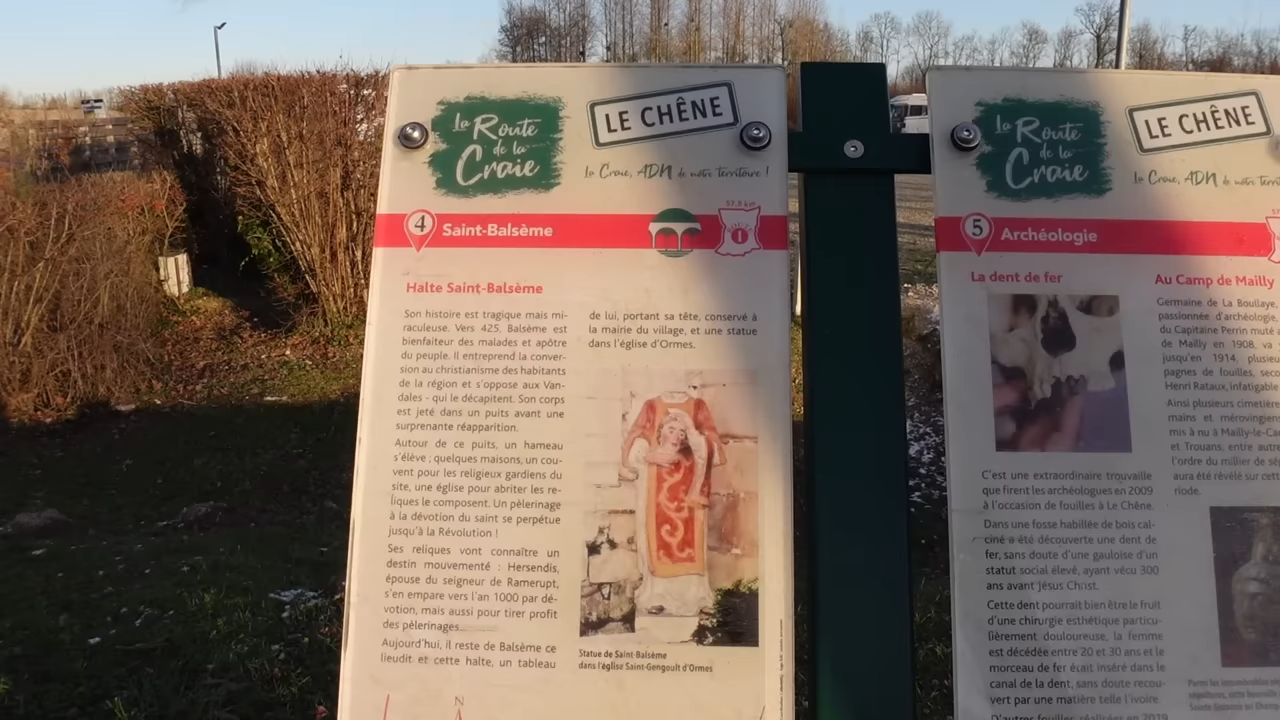 La Route
de la
Craie
LE CHÊNE
La Craie, ADN de notre territoire !
4
Saint-Balsème
57.5 km
1
Halte Saint-Balsème
Son histoire est tragique mais mi-
raculeuse. Vers 425, Balsème est
bienfaiteur des malades et apôtre
du peuple. Il entreprend la conver-
sion au christianisme des habitants
de la région et s'oppose aux Van-
dales - qui le décapitent. Son corps
est jeté dans un puits avant une
surprenante réapparition.
Autour de ce puits, un hameau
s'élève ; quelques maisons, un cou-
vent pour les religieux gardiens du
site, une église pour abriter les re-
liques le composent. Un pèlerinage
à la dévotion du saint se perpétue
jusqu'à la Révolution !
Ses reliques vont connaître un
destin mouvementé : Hersendis,
épouse du seigneur de Ramerupt,
s'en empare vers l'an 1000 par dé-
votion, mais aussi pour tirer profit
des pèlerinages.
Aujourd'hui, il reste de Balsème ce
lieudit et cette halte, un tableau
de lui, portant sa tête, conservé à
la mairie du village, et une statue
dans l'église d'Ormes.
Statue de Saint-Balsème
dans l'église Saint-Gengoult d'Ormes
N
La Route
de la
Craie
LE CHÊNE
La Craie, ADN de notre
5
Archéologie
La dent de fer
C'est une extraordinaire trouvaille
que firent les archéologues en 2009
à l'occasion de fouilles à Le Chêne.
Dans une fosse habillée de bois cal-
ciné a été découverte une dent de
fer, sans doute d'une gauloise d'un
statut social élevé, ayant vécu 300
ans avant Jésus Christ.
Cette dent pourrait bien être le fruit
d'une chirurgie esthétique particu-
lièrement douloureuse, la femme
est décédée entre 20 et 30 ans et le
morceau de fer écait inséré dans le
canal de la dent, sans doute recou-
vert par une matière telle l'ivoire.
D'autres fouilles, réalisées en 2019
Au Camp de Mailly
Germaine de La Boullaye,
passionnée d'archéologie,
du Capitaine Perrin muté
de Mailly en 1908, va
jusqu'en 1914, plusieu
pagnes de fouilles, seco
Henri Rataux, infatigable
Ainsi plusieurs cimetière
mains et mérovingiens
mis à nu à Mailly-le-Ca
et Trouans, entre autre
l'ordre du millier de sé
aura été révélé sur cett
riode.